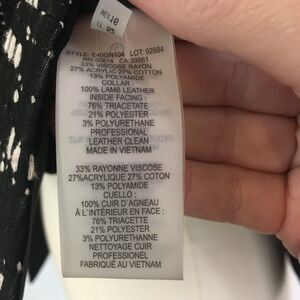 STYLE: E40GN104 LOT: 92684
RN 50814 CA 39861
33% VISCOSE RAYON
27% ACRYLIC 27% COTTON
13% POLYAMIDE
COLLAR :
100% LAMB LEATHER
INSIDE FACING :
76% TRIACETATE
21% POLYESTER
3% POLYURETHANE
PROFESSIONAL
LEATHER CLEAN
MADE IN VIETNAM
33% RAYONNE VISCOSE
27%ACRYLIQUE 27% COTON
13% POLYAMIDE
CUELLO :
100% CUIR D'AGNEAU
À L'INTÉRIEUR EN FACE :
76% TRIACETATE
21% POLYESTER
3% POLYURETHANNE
NETTOYAGE CUIR
PROFESSIONEL
FABRIQUÉ AU VIETNAM